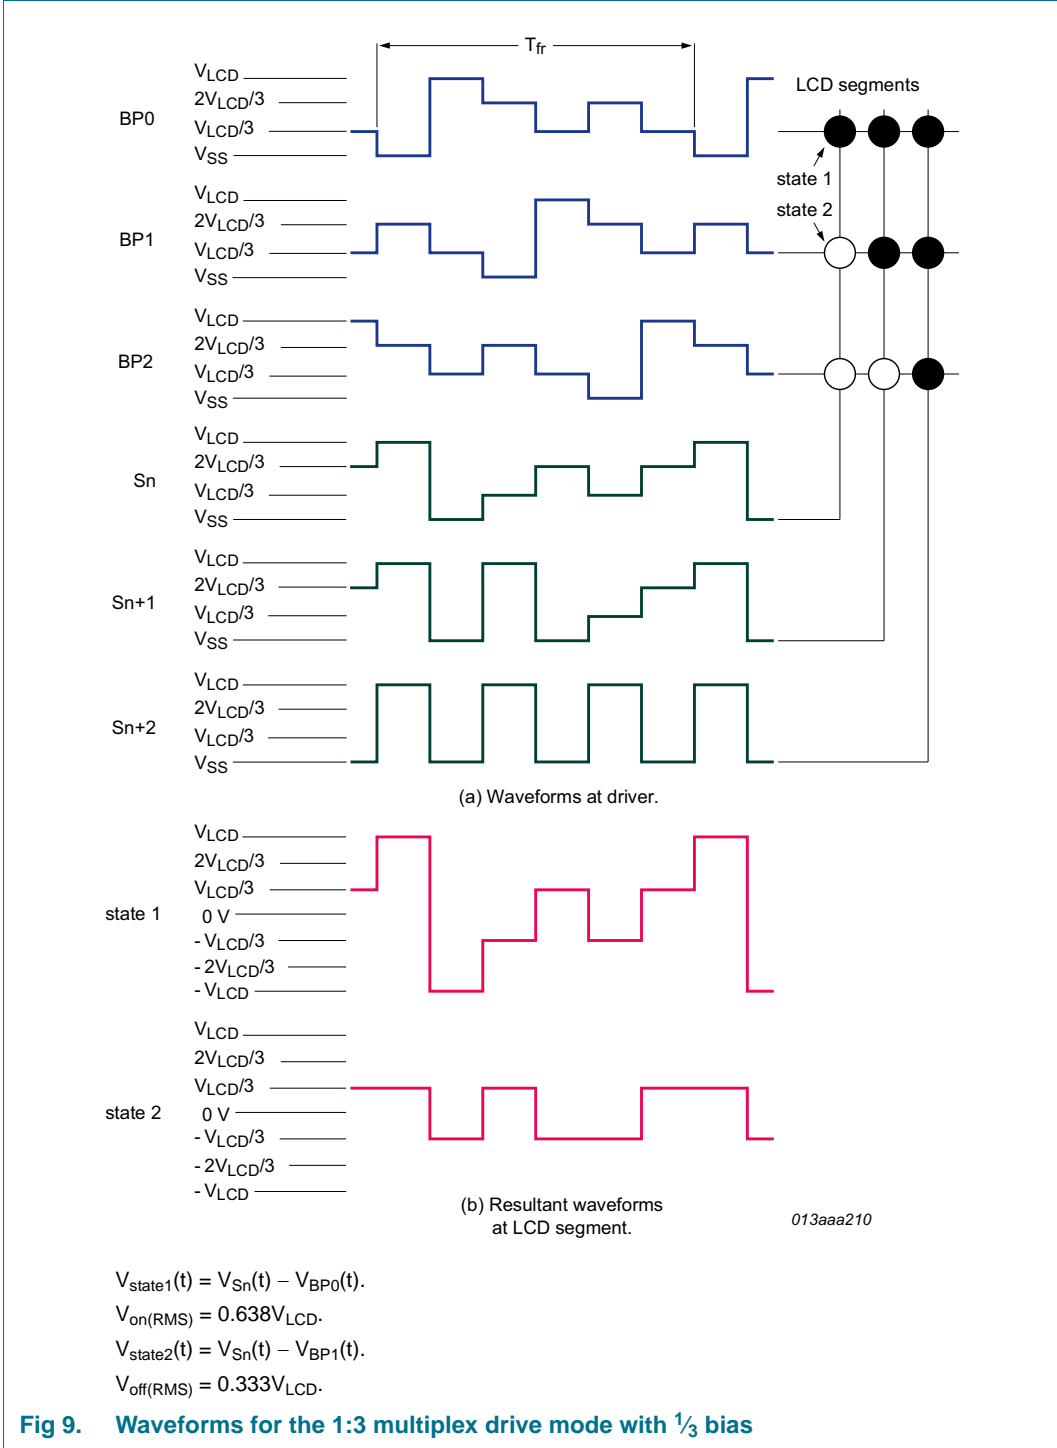 Tfr
LCD segments
BP0
VLCD
2VLCD/3
VLCD/3
VSS
state 1
state 2
BP1
VLCD
2VLCD/3
VLCD/3
VSS
BP2
VLCD
2VLCD/3
VLCD/3
VSS
Sn
VLCD
2VLCD/3
VLCD/3
VSS
Sn+1
VLCD
2VLCD/3
VLCD/3
VSS
Sn+2
VLCD
2VLCD/3
VLCD/3
VSS
(a) Waveforms at driver.
state 1
VLCD
2VLCD/3
VLCD/3
0 V
- VLCD/3
- 2VLCD/3
- VLCD
state 2
VLCD
2VLCD/3
VLCD/3
0 V
- VLCD/3
- 2VLCD/3
- VLCD
(b) Resultant waveforms
at LCD segment.
013aaa210
Vstate1(t) = VSn(t) − VBP0(t).
Von(RMS) = 0.638VLCD.
Vstate2(t) = VSn(t) − VBP1(t).
Voff(RMS) = 0.333VLCD.
Fig 9. Waveforms for the 1:3 multiplex drive mode with 1⁄3 bias